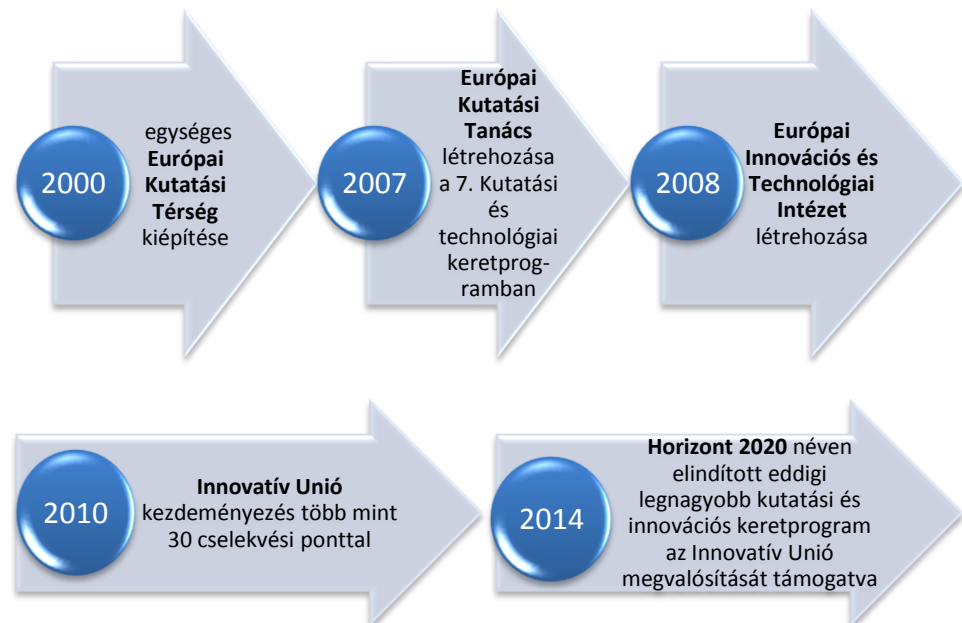 2000
egységes
Európai
Kutatási
Térség
kiépítése
2007
Európai
Kutatási
Tanács
létrehozása
a 7. Kutatási
és
technológiai
keretprog-
ramban
2008
Európai
Innovációs és
Technológiai
Intézet
létrehozása
2010
Innovatív Unió
kezdeményezés több mint
30 cselekvési ponttal
2014
Horizont 2020 néven
elindított eddigi
legnagyobb kutatási és
innovációs keretprogram
az Innovatív Unió
megvalósítását támogatva